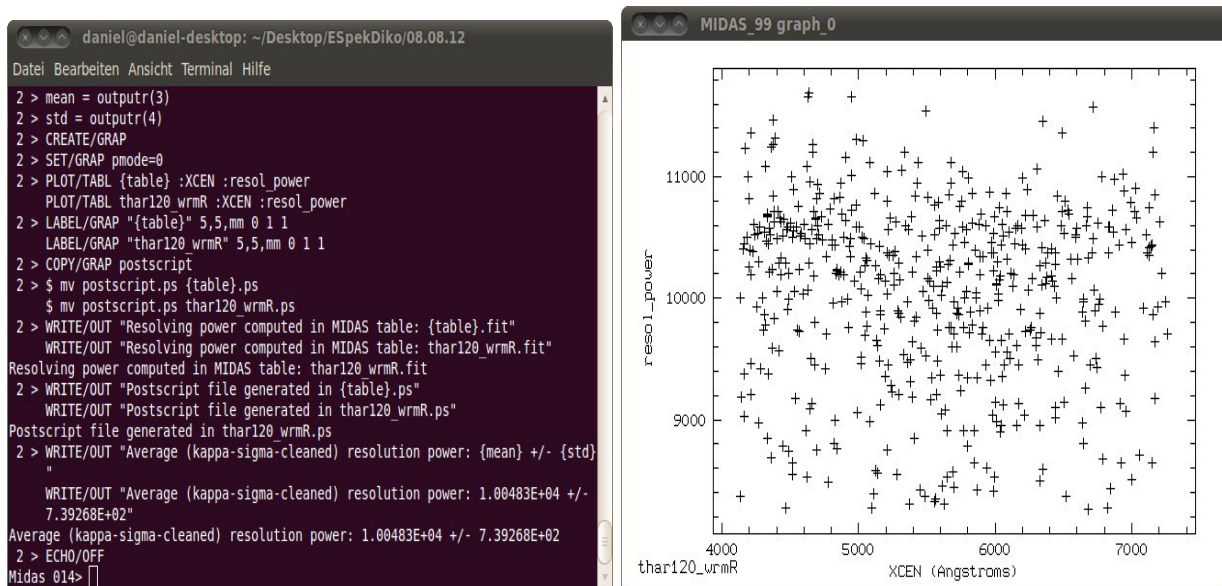 daniel@daniel-desktop: ~/Desktop/ESpekDiko/08.08.12
Datei Bearbeiten Ansicht Terminal Hilfe
2 > mean = outputr(3)
2 > std = outputr(4)
2 > CREATE/GRAP
2 > SET/GRAP pmode=0
2 > PLOT/TABL {table} :XCEN :resol_power
PLOT/TABL thar120_wrmR :XCEN :resol_power
2 > LABEL/GRAP "{table}" 5,5,mm 0 1 1
LABEL/GRAP "thar120_wrmR" 5,5,mm 0 1 1
2 > COPY/GRAP postscript
2 > $ mv postscript.ps {table}.ps
$ mv postscript.ps thar120_wrmR.ps
2 > WRITE/OUT "Resolving power computed in MIDAS table: {table}.fit"
WRITE/OUT "Resolving power computed in MIDAS table: thar120_wrmR.fit"
Resolving power computed in MIDAS table: thar120_wrmR.fit
2 > WRITE/OUT "Postscript file generated in {table}.ps"
WRITE/OUT "Postscript file generated in thar120_wrmR.ps"
Postscript file generated in thar120_wrmR.ps
2 > WRITE/OUT "Average (kappa-sigma-cleaned) resolution power: {mean} +/- {std}
"
WRITE/OUT "Average (kappa-sigma-cleaned) resolution power: 1.00483E+04 +/-
7.39268E+02"
Average (kappa-sigma-cleaned) resolution power: 1.00483E+04 +/- 7.39268E+02
2 > ECHO/OFF
Midas 014>
MIDAS_99 graph_0
11000
10000
9000
resol_power
4000 5000 6000 7000
thar120_wrmR
XCEN (Angstroms)